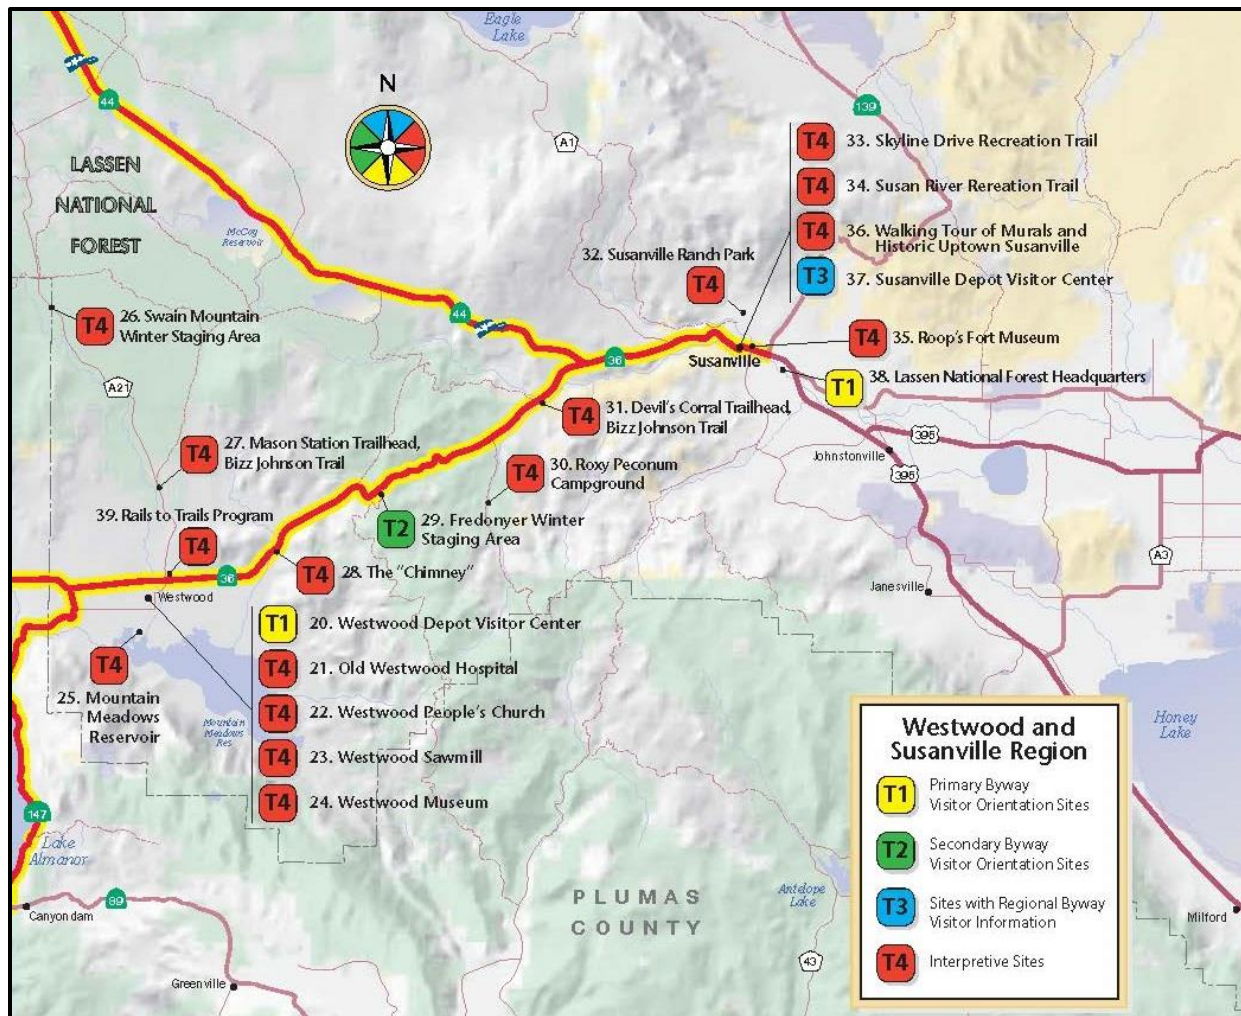 Eagle
Lake
44
N
139
A1
LASSEN
NATIONAL
FOREST
McCoy
Reservoir
T4
33. Skyline Drive Recreation Trail
T4
34. Susan River Rereation Trail
T4
36. Walking Tour of Murals and
Historic Uptown Susanville
T3
37. Susanville Depot Visitor Center
32. Susanville Ranch Park
T4
T4
26. Swain Mountain
Winter Staging Area
44
36
Susanville
T4
35. Roop's Fort Museum
T1
38. Lassen National Forest Headquarters
A21
T4
31. Devil's Corral Trailhead,
Bizz Johnson Trail
T4
27. Mason Station Trailhead,
Bizz Johnson Trail
395
Johnstonville
395
T4
30. Roxy Peconum
Campground
39. Rails to Trails Program
T4
T2
29. Fredonyer Winter
Staging Area
A3
36
T4
28. The "Chimney"
Westwood
Janesville
T1
20. Westwood Depot Visitor Center
T4
21. Old Westwood Hospital
T4
22. Westwood People's Church
T4
23. Westwood Sawmill
T4
24. Westwood Museum
T4
25. Mountain
Meadows
Reservoir
Mountain
Meadows
Res
Honey
Lake
147
Lake
Almanor
89
Canyondam
Greenville
PLUMAS
COUNTY
Antelope
Lake
43
Milford
Westwood and
Susanville Region
T1
Primary Byway
Visitor Orientation Sites
T2
Secondary Byway
Visitor Orientation Sites
T3
Sites with Regional Byway
Visitor Information
T4
Interpretive Sites